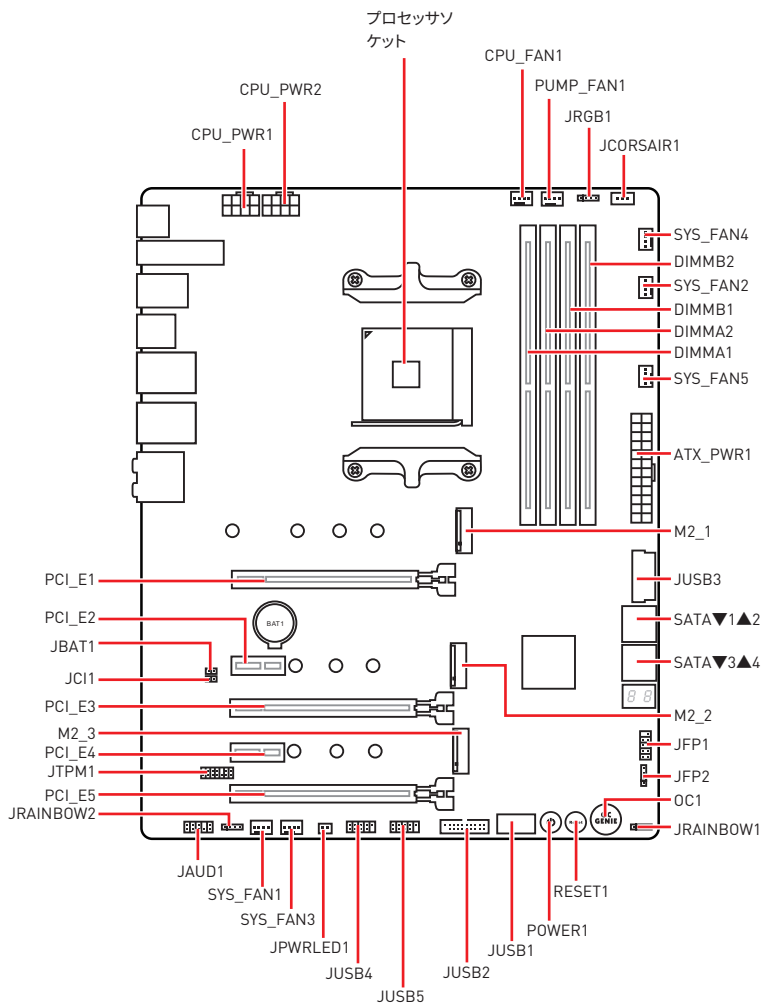 プロセッサソ
ケット
CPU_FAN1
PUMP_FAN1
CPU_PWR2
JRGB1
CPU_PWR1
JCORSAIR1
SYS_FAN4
DIMMB2
SYS_FAN2
DIMMB1
DIMMA2
DIMMA1
SYS_FAN5
ATX_PWR1
M2_1
PCI_E1
JUSB3
PCI_E2
BAT1
SATA▼1▲2
JBAT1
JCI1
SATA▼3▲4
88
PCI_E3
M2_2
M2_3
PCI_E4
JFP1
JTPM1
JFP2
PCI_E5
OC1
JRAINBOW2
GENIE
JRAINBOW1
JAUD1
SYS_FAN1
SYS_FAN3
JPWRLED1
JUSB4
JUSB5
JUSB2
JUSB1
POWER1
RESET1